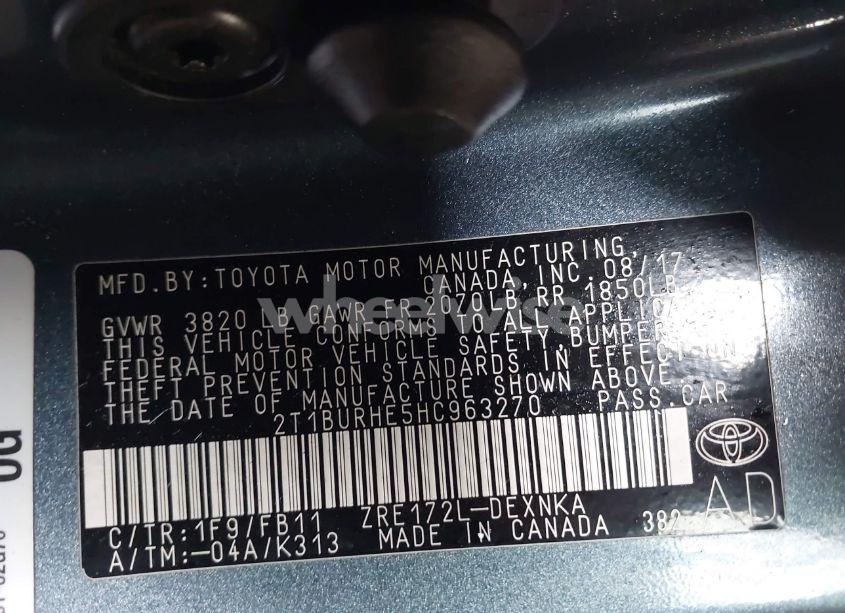 MFD.BY:TOYOTA MOTOR MANUFACTURING,
CANADA, INC. 08/17
GVWR 3820 LB GAWR FR 2070LB RR 1850LB
THIS VEHICLE CONFORMS TO ALL
FEDERAL MOTOR VEHICLE SAFETY, BUMPER,
THEFT PREVENTION STANDARDS IN EFFECT ON
THE DATE OF MANUFACTURE SHOWN ABOVE.
2T1BURHE5HC963270 PASS.CAR
C/TR:1F9/FB11 ZRE172L-DEXNKA
A/TM:-04A/K313 MADE IN CANADA 382
AD
wheelwise